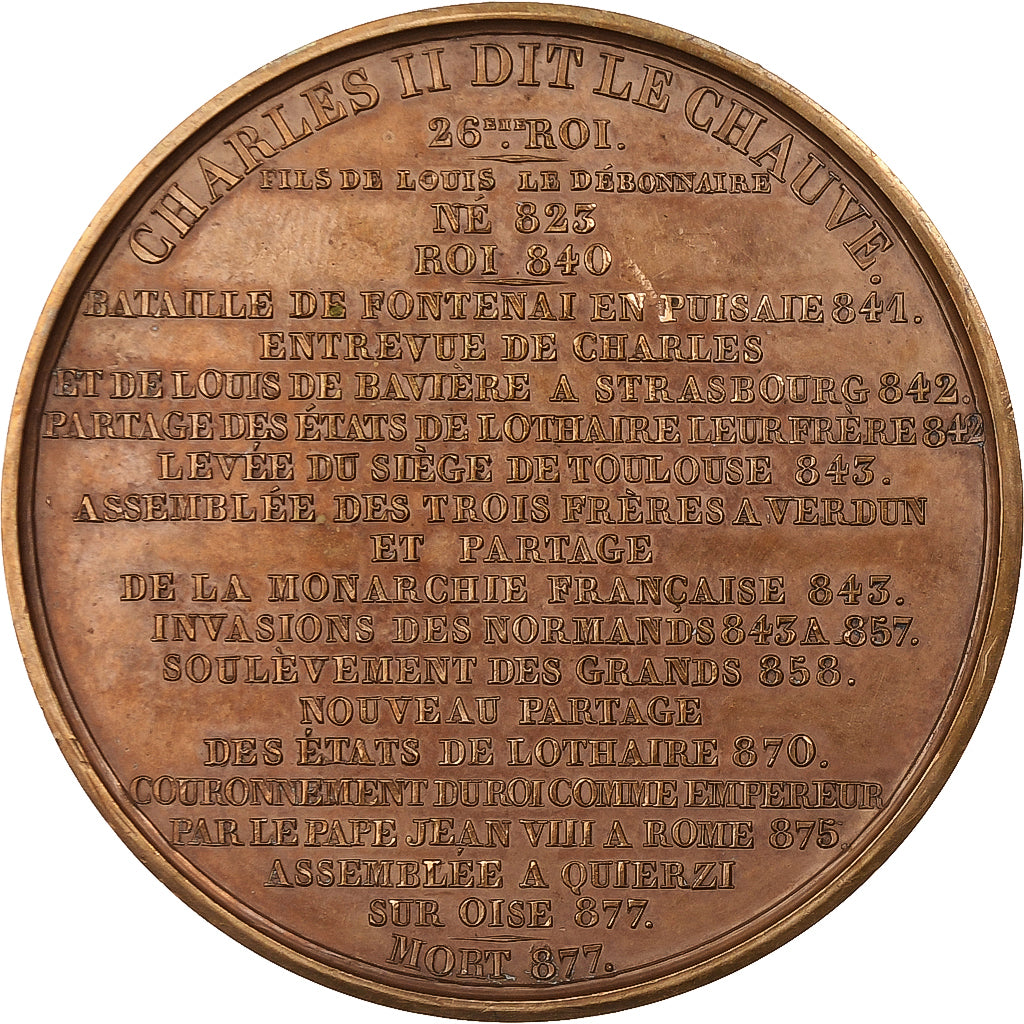 CHARLES II DIT LE CHAUVE.
26EME. ROI.
FILS DE LOUIS LE DÉBONNAIRE
NÉ 823
ROI 840
BATAILLE DE FONTENAI EN PUISAIE 841.
ENTREVUE DE CHARLES
ET DE LOUIS DE BAVIÈRE A STRASBOURG 842.
PARTAGE DES ÉTATS DE LOTHAIRE LEUR FRÈRE 842
LEVÉE DU SIÈGE DE TOULOUSE 843.
ASSEMBLÉE DES TROIS FRÈRES A VERDUN
ET PARTAGE
DE LA MONARCHIE FRANÇAISE 843.
INVASIONS DES NORMANDS 843 A 857.
SOULÈVEMENT DES GRANDS 858.
NOUVEAU PARTAGE
DES ÉTATS DE LOTHAIRE 870.
COURONNEMENT DU ROI COMME EMPEREUR
PAR LE PAPE JEAN VIII A ROME 875.
ASSEMBLÉE A QUIERZI
SUR OISE 877.
MORT 877.